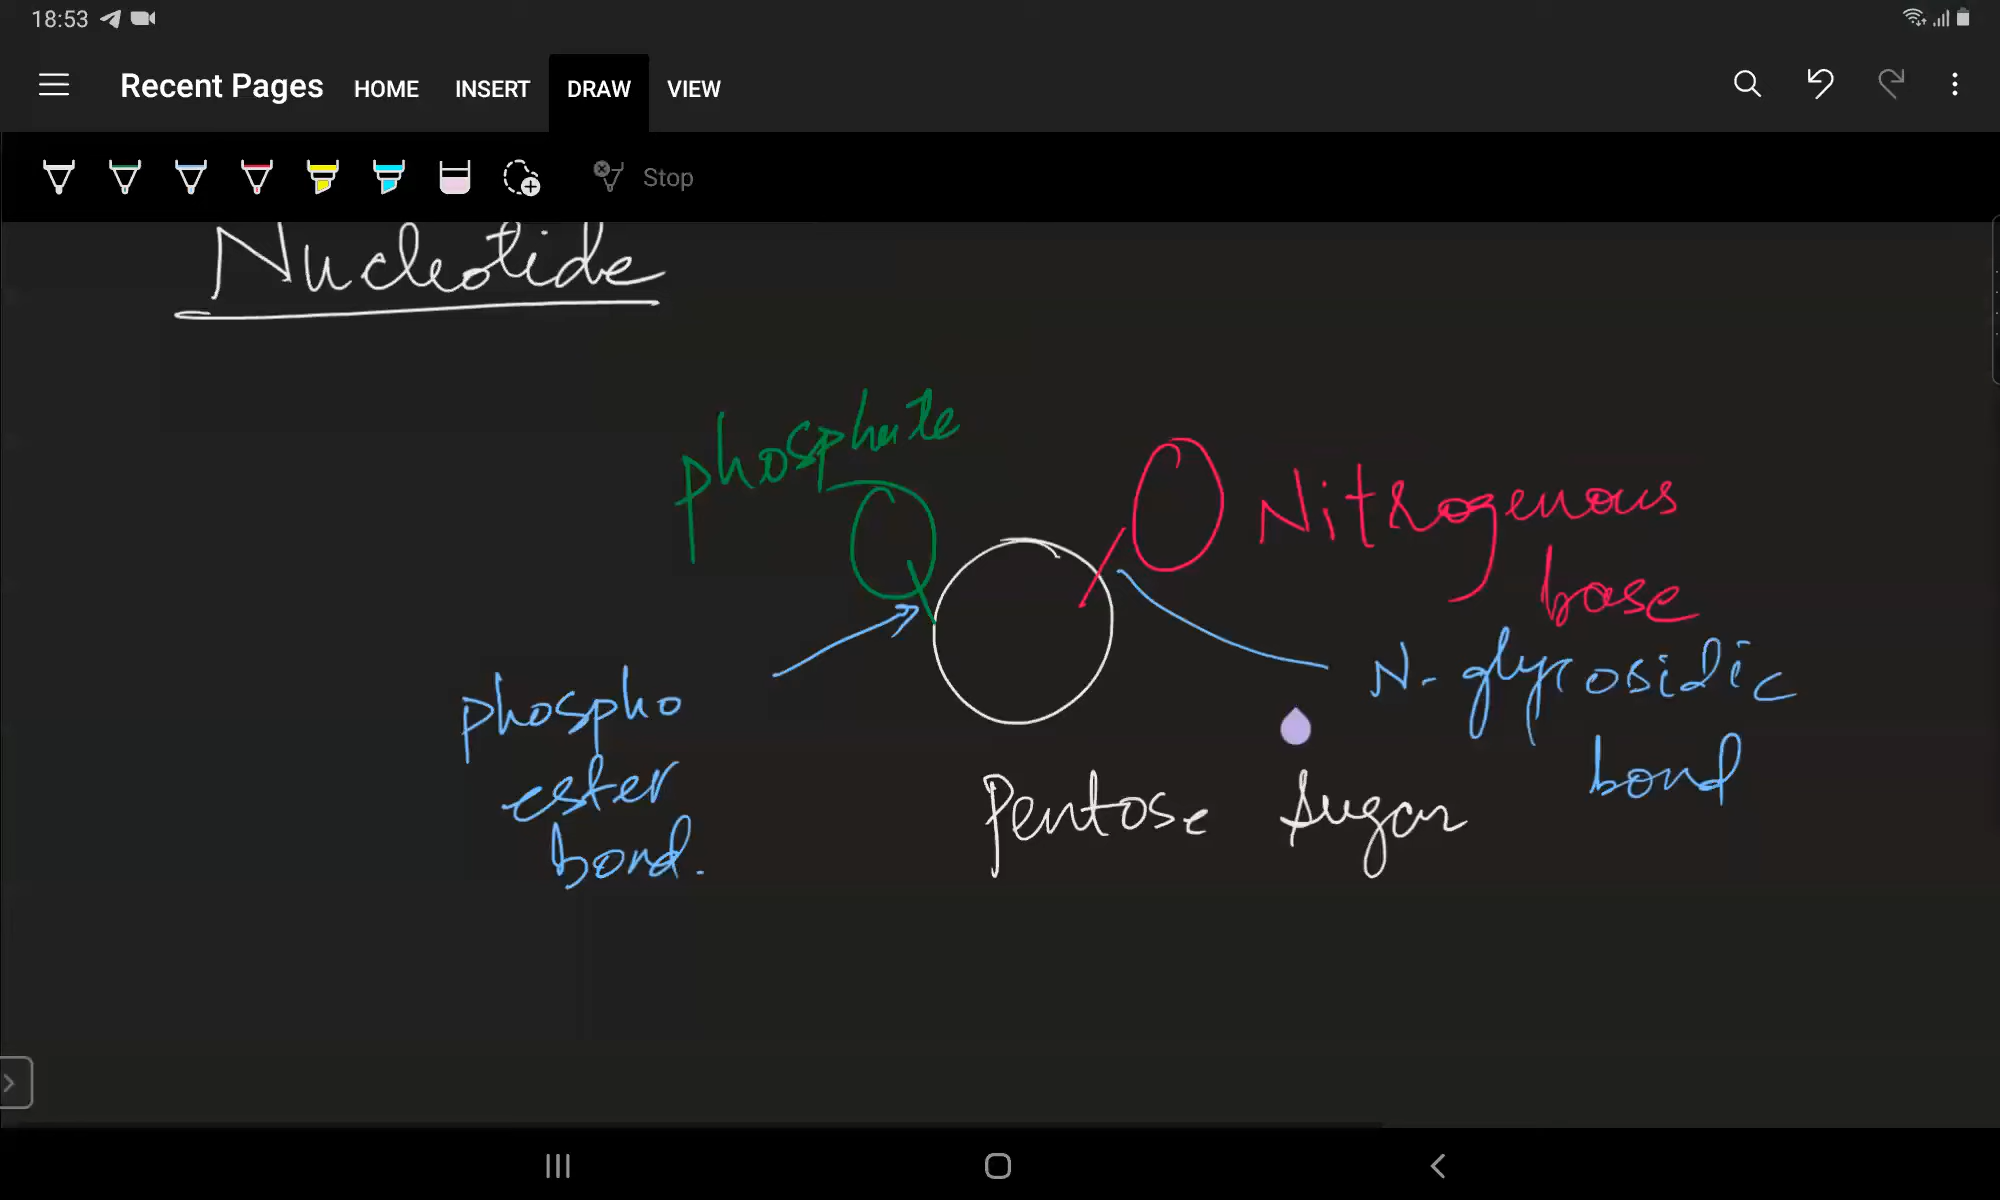 18:53
Recent Pages HOME INSERT DRAW VIEW
Stop
Nucleotide
phosphate
Nitrogenous
base
N-glycosidic
bond
phospho
ester
bond.
Pentose Sugar